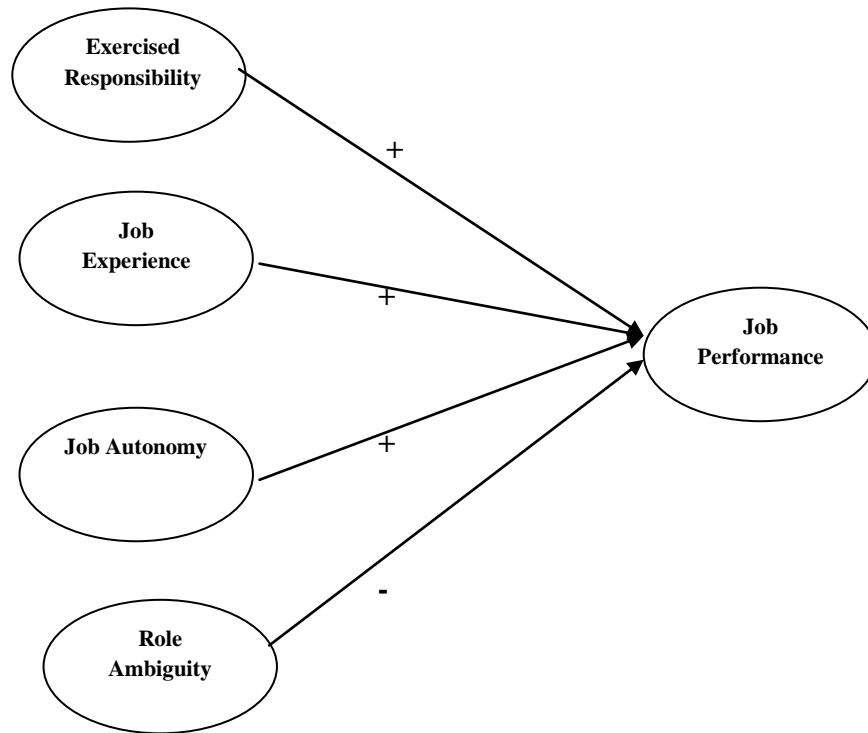 Exercised
Responsibility
+
Job
Experience
+
Job
Performance
Job Autonomy
+
-
Role
Ambiguity